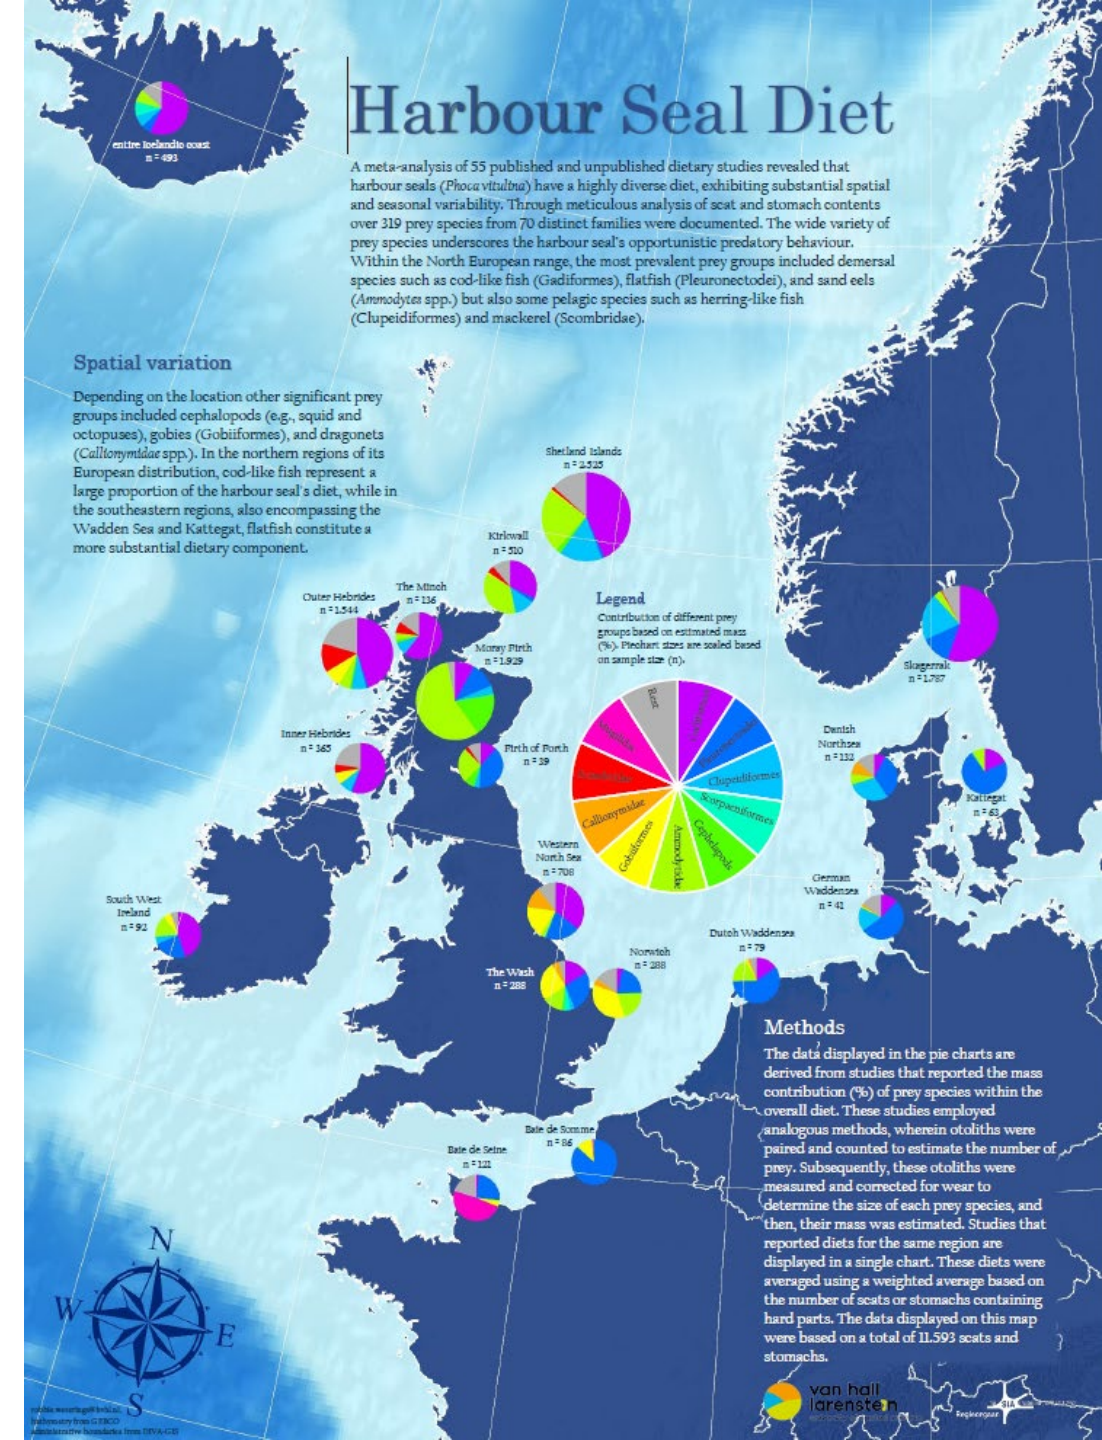 Harbour Seal Diet
A meta-analysis of 55 published and unpublished dietary studies revealed that
harbour seals (Phoca vitulina) have a highly diverse diet, exhibiting substantial spatial
and seasonal variability. Through meticulous analysis of scat and stomach contents
over 319 prey species from 70 distinct families were documented. The wide variety of
prey species underscores the harbour seal's opportunistic predatory behaviour.
Within the North European range, the most prevalent prey groups included demersal
species such as cod-like fish (Gadiformes), flatfish (Pleuronectodei), and sand eels
(Ammodytes spp.) but also some pelagic species such as herring-like fish
(Clupeidiformes) and mackerel (Scombridae).
entire Icelandic coast
n = 493
Spatial variation
Depending on the location other significant prey
groups included cephalopods (e.g., squid and
octopuses), gobies (Gobiiformes), and dragonets
(Callionymidae spp.). In the northern regions of its
European distribution, cod-like fish represent a
large proportion of the harbour seal's diet, while in
the southeastern regions, also encompassing the
Wadden Sea and Kattegat, flatfish constitute a
more substantial dietary component.
Shetland Islands
n = 2.525
Kirkwall
n = 510
The Minch
n = 136
Outer Hebrides
n = 1.544
Moray Firth
n = 1.929
Inner Hebrides
n = 365
Firth of Forth
n = 39
Legend
Contribution of different prey
groups based on estimated mass
(%). Piechart sizes are scaled based
on sample size (n).
Rest
Clupeidiformes
Scorpaeniformes
Cephelapods
Ammodytidae
Gobiiformes
Callionymidae
Skagerrak
n = 1.787
Danish
Northsea
n = 132
Kattegat
n = 63
Western
North Sea
n = 708
German
Waddensea
n = 41
South West
Ireland
n = 92
Dutch Waddensea
n = 79
Norwich
n = 288
The Wash
n = 288
Baie de Somme
n = 86
Baie de Seine
n = 121
Methods
The data displayed in the pie charts are
derived from studies that reported the mass
contribution (%) of prey species within the
overall diet. These studies employed
analogous methods, wherein otoliths were
paired and counted to estimate the number of
prey. Subsequently, these otoliths were
measured and corrected for wear to
determine the size of each prey species, and
then, their mass was estimated. Studies that
reported diets for the same region are
displayed in a single chart. These diets were
averaged using a weighted average based on
the number of scats or stomachs containing
hard parts. The data displayed on this map
were based on a total of 11.593 scats and
stomachs.
N
W
E
S
bathymetry from GEBCO
administrative boundaries from DIVA-GIS
van hall
larenstein
Regieorgaan
SIA